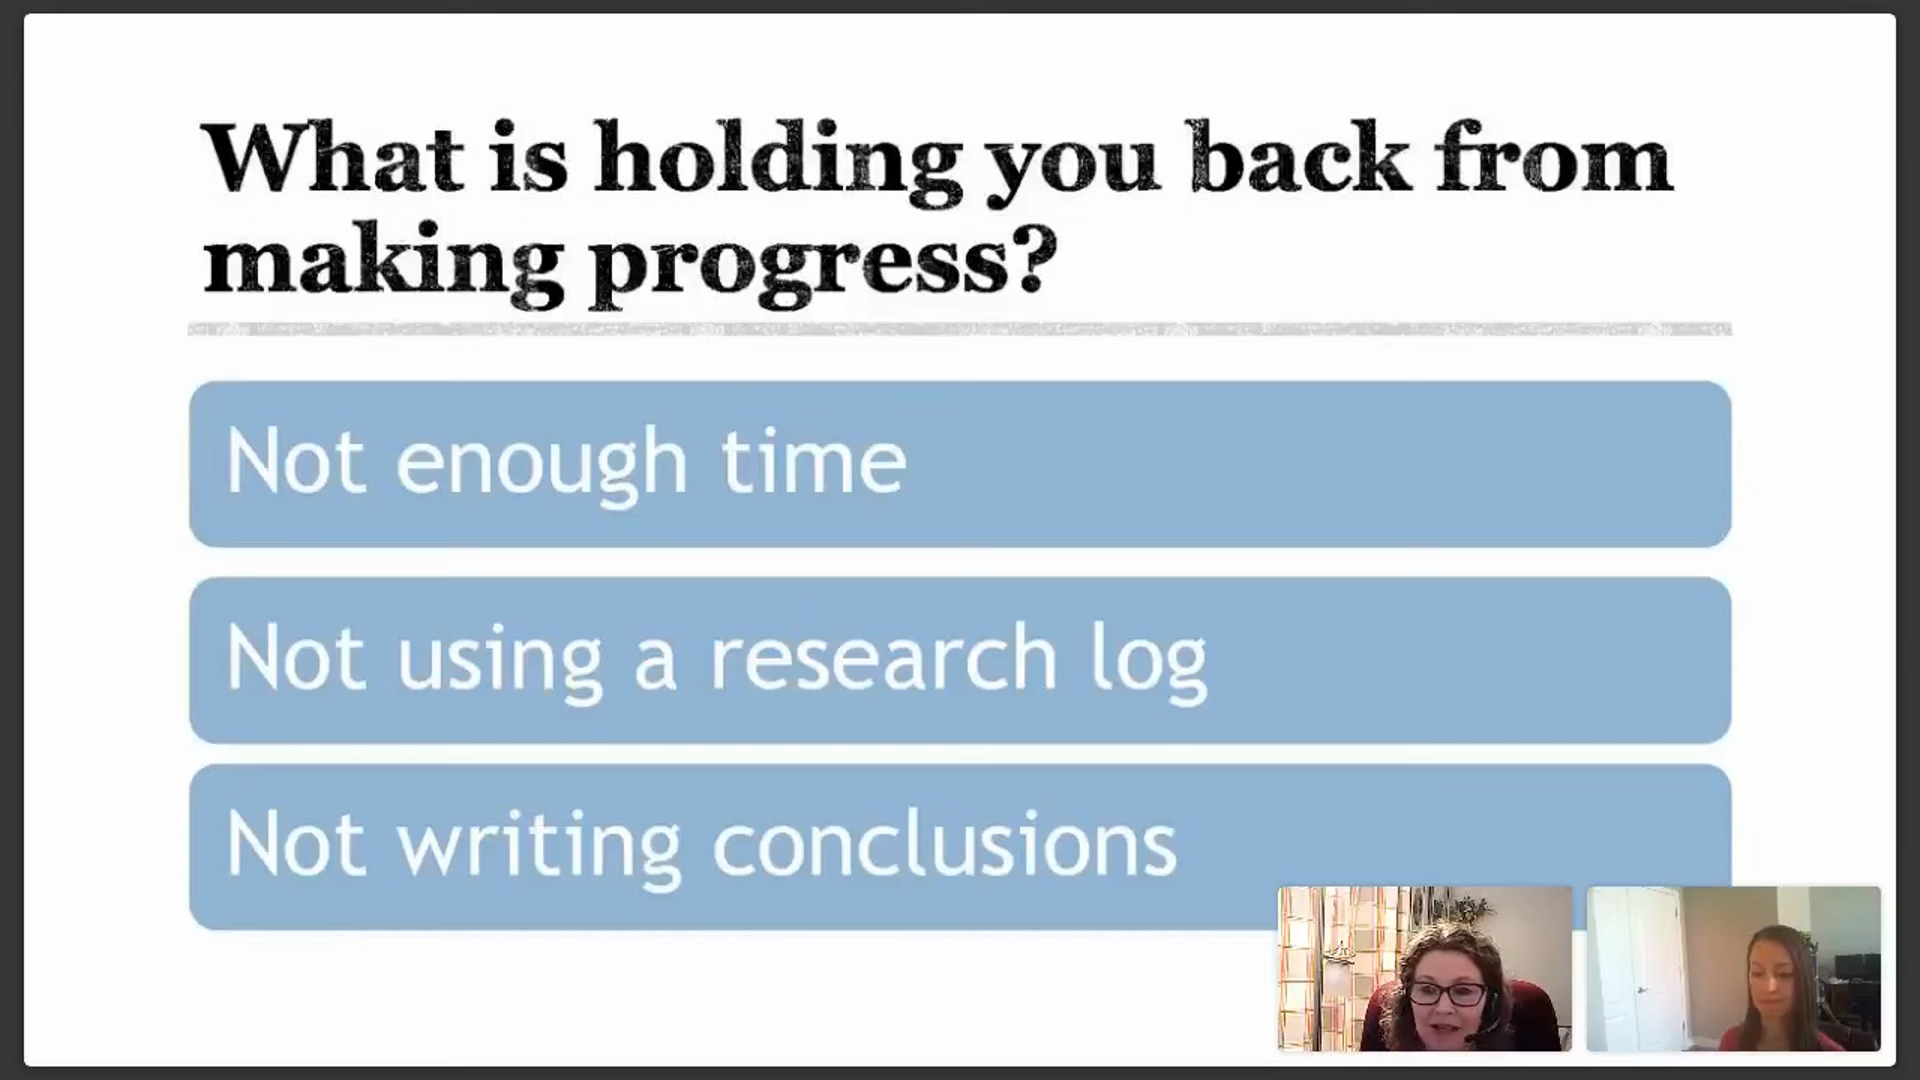 What is holding you back from
making progress?
Not enough time
Not using a research log
Not writing conclusions